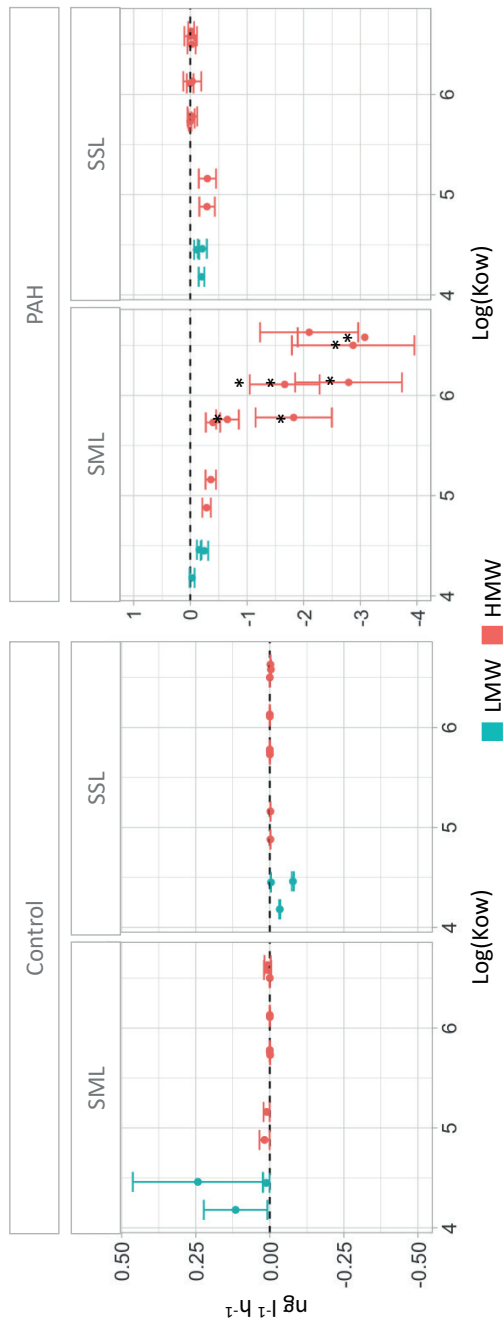 Control PAH
SML SSL SML SSL
ng l⁻¹ h⁻¹
0.50
0.25
0.00
-0.25
-0.50
1
0
-1
-2
-3
-4
* * * * * * * *
4 5 6 4 5 6 4 5 6 4 5 6
Log(Kow) Log(Kow)
LMW HMW